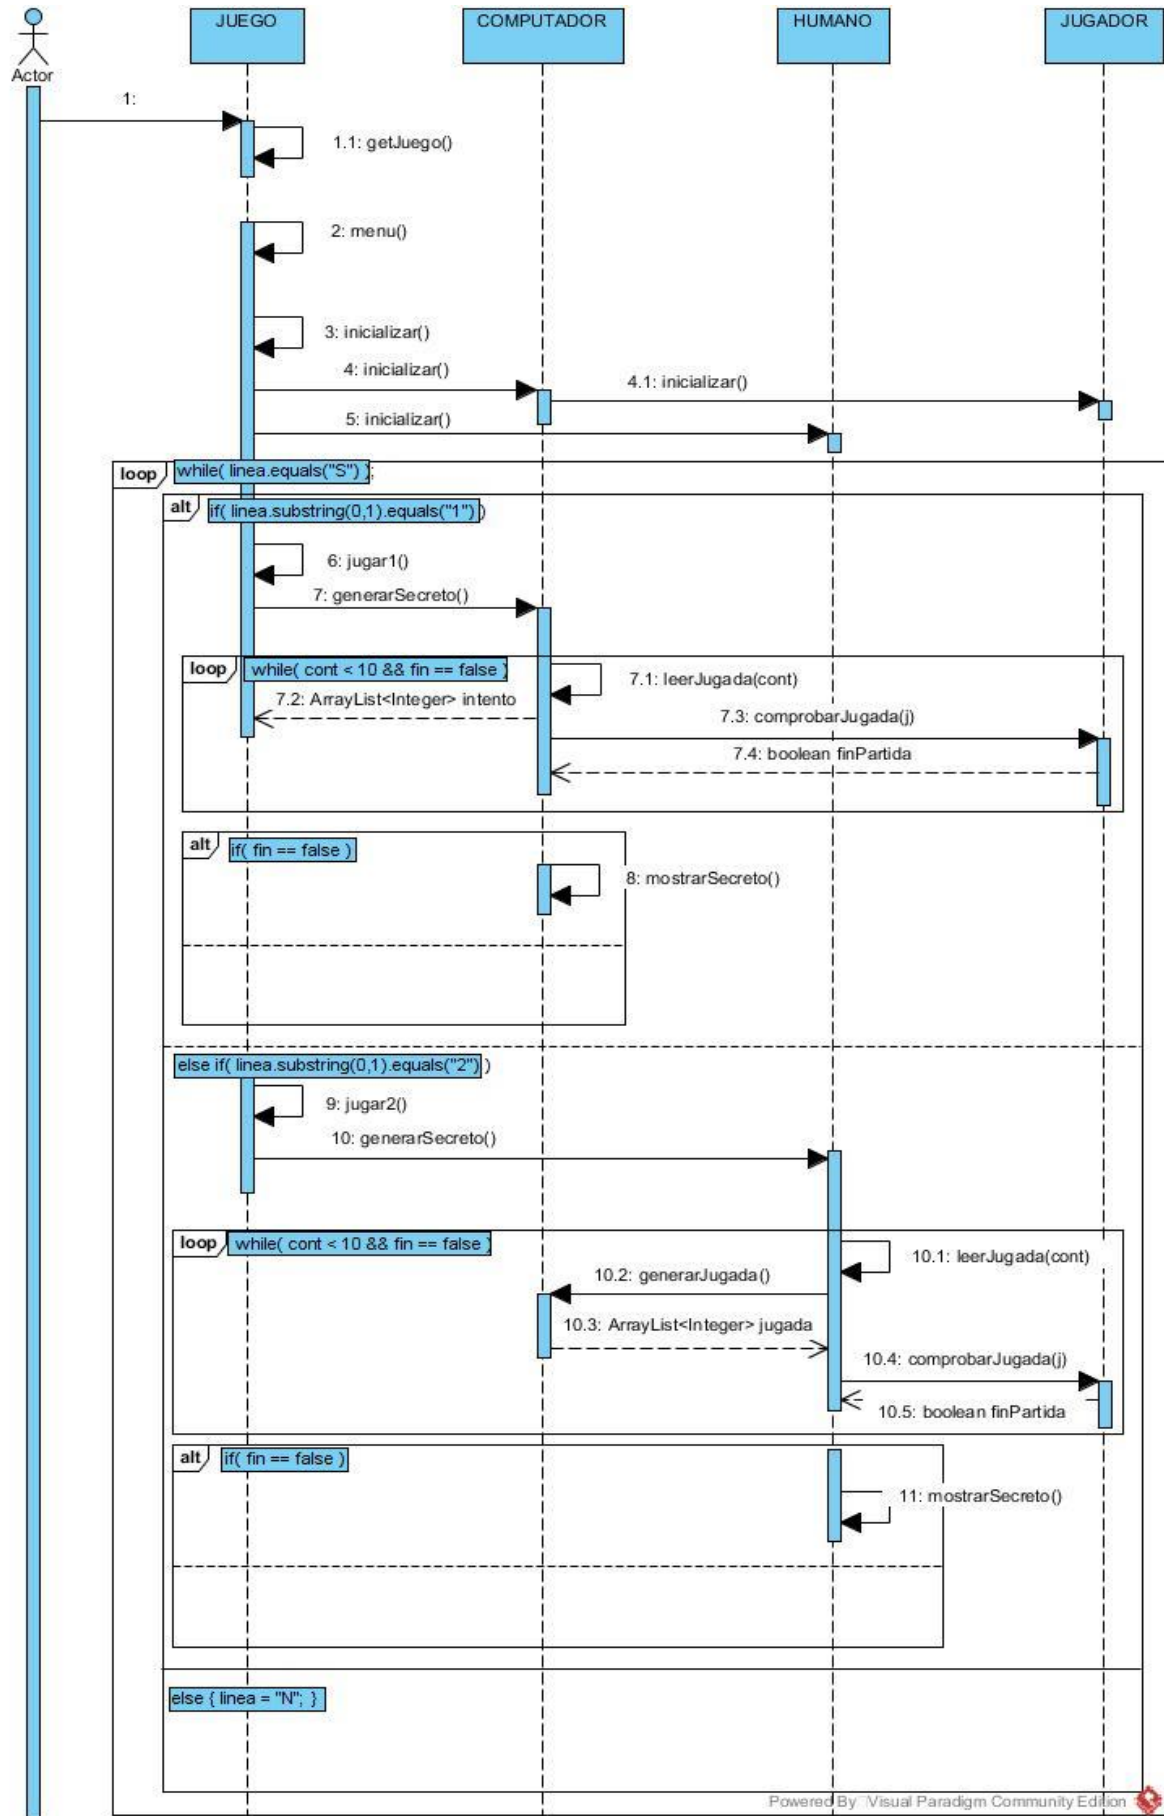 JUEGO
COMPUTADOR
HUMANO
JUGADOR
Actor
1:
1.1: getJuego()
2: menu()
3: inicializar()
4: inicializar()
4.1: inicializar()
5: inicializar()
loop
while( linea.equals("S") );
alt
if( linea.substring(0,1).equals("1") )
6: jugar1()
7: generarSecreto()
loop
while( cont < 10 && fin == false )
7.1: leerJugada(cont)
7.2: ArrayList<Integer> intento
7.3: comprobarJugada(j)
7.4: boolean finPartida
alt
if( fin == false )
8: mostrarSecreto()
else if( linea.substring(0,1).equals("2") )
9: jugar2()
10: generarSecreto()
loop
while( cont < 10 && fin == false )
10.1: leerJugada(cont)
10.2: generarJugada()
10.3: ArrayList<Integer> jugada
10.4: comprobarJugada(j)
10.5: boolean finPartida
alt
if( fin == false )
11: mostrarSecreto()
else { linea = "N"; }
Powered By Visual Paradigm Community Edition